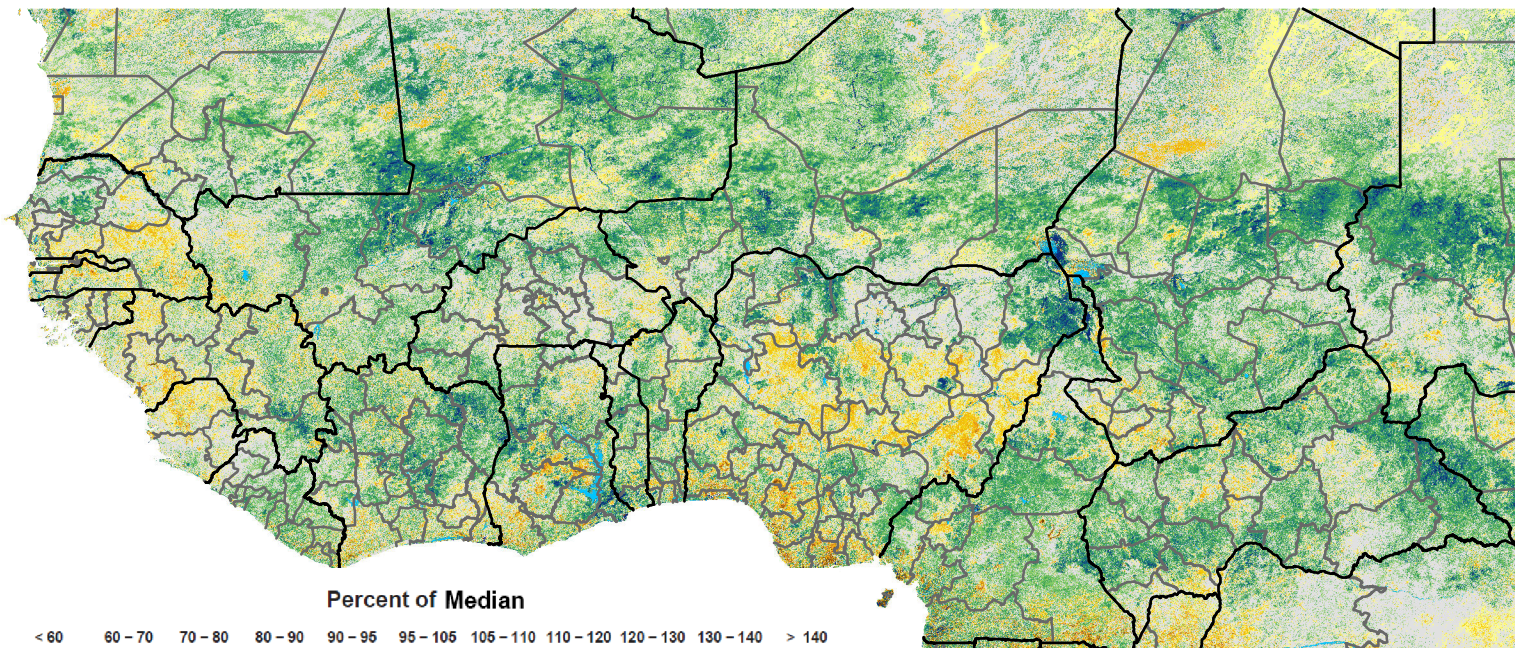 Percent of Median
< 60 60 – 70 70 – 80 80 – 90 90 – 95 95 – 105 105 – 110 110 – 120 120 – 130 130 – 140 > 140